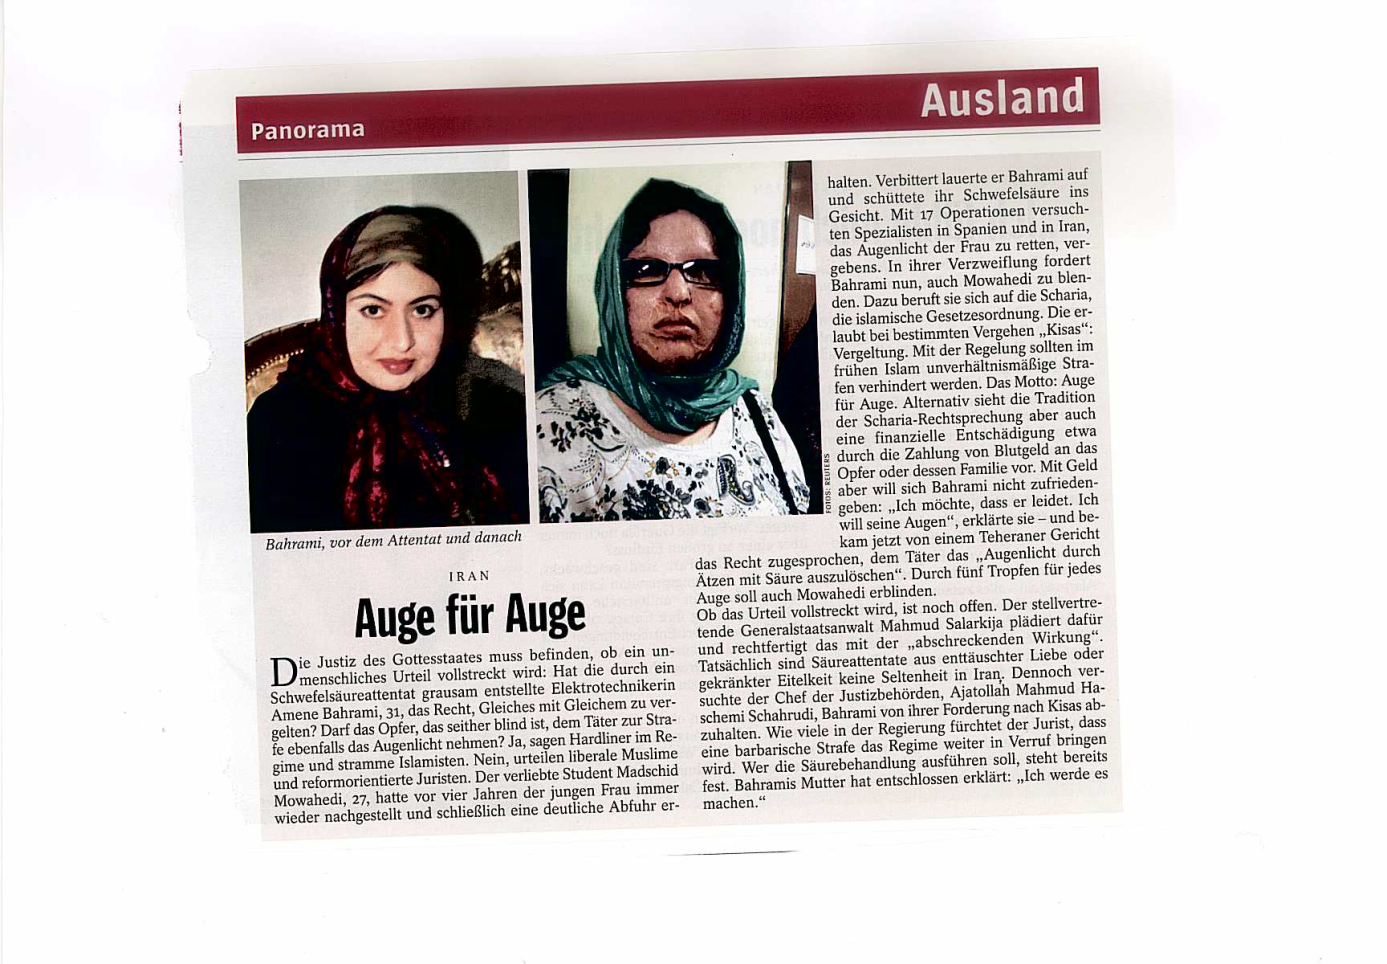 Panorama
Ausland
Bahrami, vor dem Attentat und danach
FOTOS: REUTERS
IRAN
Auge für Auge
Die Justiz des Gottesstaates muss befinden, ob ein un-
menschliches Urteil vollstreckt wird: Hat die durch ein
Schwefelsäureattentat grausam entstellte Elektrotechnikerin
Amene Bahrami, 31, das Recht, Gleiches mit Gleichem zu ver-
gelten? Darf das Opfer, das seither blind ist, dem Täter zur Stra-
fe ebenfalls das Augenlicht nehmen? Ja, sagen Hardliner im Re-
gime und stramme Islamisten. Nein, urteilen liberale Muslime
und reformorientierte Juristen. Der verliebte Student Madschid
Mowahedi, 27, hatte vor vier Jahren der jungen Frau immer
wieder nachgestellt und schließlich eine deutliche Abfuhr er-
halten. Verbittert lauerte er Bahrami auf
und schüttete ihr Schwefelsäure ins
Gesicht. Mit 17 Operationen versuch-
ten Spezialisten in Spanien und in Iran,
das Augenlicht der Frau zu retten, ver-
gebens. In ihrer Verzweiflung fordert
Bahrami nun, auch Mowahedi zu blen-
den. Dazu beruft sie sich auf die Scharia,
die islamische Gesetzesordnung. Die er-
laubt bei bestimmten Vergehen „Kisas“:
Vergeltung. Mit der Regelung sollten im
frühen Islam unverhältnismäßige Stra-
fen verhindert werden. Das Motto: Auge
für Auge. Alternativ sieht die Tradition
der Scharia-Rechtsprechung aber auch
eine finanzielle Entschädigung etwa
durch die Zahlung von Blutgeld an das
Opfer oder dessen Familie vor. Mit Geld
aber will sich Bahrami nicht zufrieden-
geben: „Ich möchte, dass er leidet. Ich
will seine Augen“, erklärte sie – und be-
kam jetzt von einem Teheraner Gericht
das Recht zugesprochen, dem Täter das „Augenlicht durch
Ätzen mit Säure auszulöschen“. Durch fünf Tropfen für jedes
Auge soll auch Mowahedi erblinden.
Ob das Urteil vollstreckt wird, ist noch offen. Der stellvertre-
tende Generalstaatsanwalt Mahmud Salarkija plädiert dafür
und rechtfertigt das mit der „abschreckenden Wirkung“.
Tatsächlich sind Säureattentate aus enttäuschter Liebe oder
gekränkter Eitelkeit keine Seltenheit in Iran. Dennoch ver-
suchte der Chef der Justizbehörden, Ajatollah Mahmud Ha-
schemi Schahrudi, Bahrami von ihrer Forderung nach Kisas ab-
zuhalten. Wie viele in der Regierung fürchtet der Jurist, dass
eine barbarische Strafe das Regime weiter in Verruf bringen
wird. Wer die Säurebehandlung ausführen soll, steht bereits
fest. Bahramis Mutter hat entschlossen erklärt: „Ich werde es
machen.“